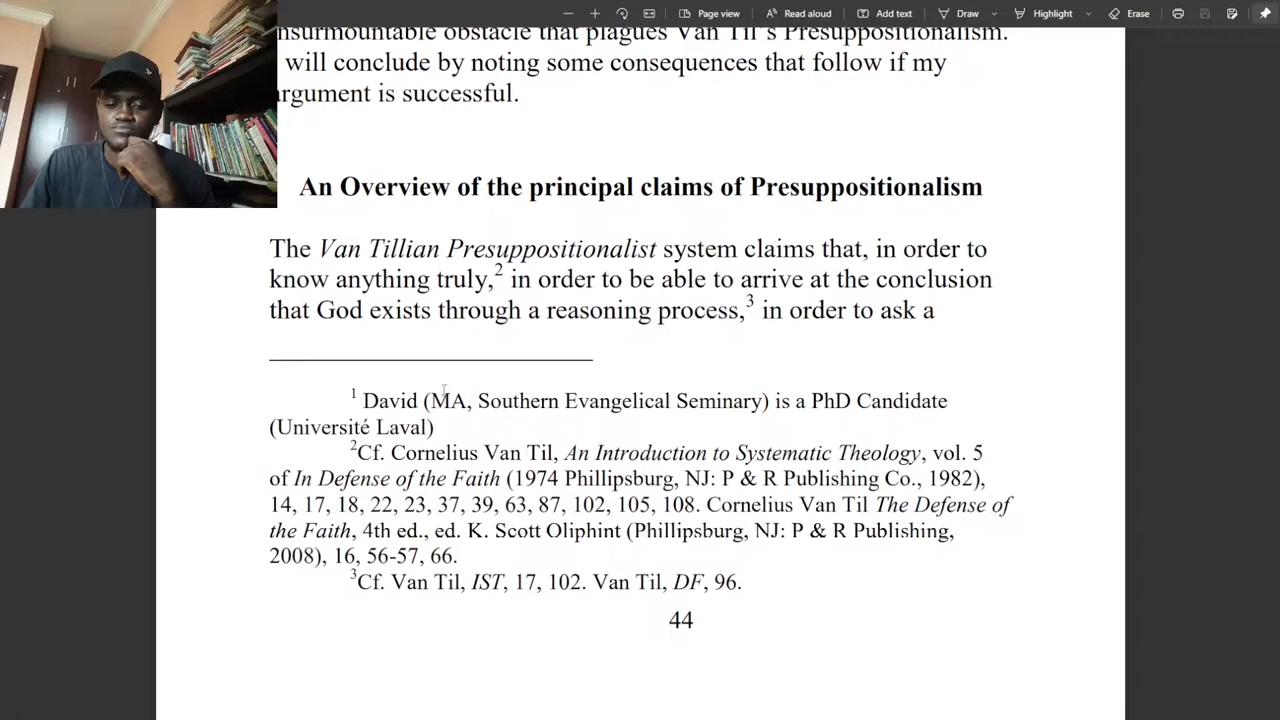 Page view
Read aloud
Add text
Draw
Highlight
Erase
nsurmountable obstacle that plagues Van Til's Presuppositionalism.
will conclude by noting some consequences that follow if my
rgument is successful.
An Overview of the principal claims of Presuppositionalism
The Van Tillian Presuppositionalist system claims that, in order to
know anything truly,2 in order to be able to arrive at the conclusion
that God exists through a reasoning process,3 in order to ask a
1 David (MA, Southern Evangelical Seminary) is a PhD Candidate
(Université Laval)
2Cf. Cornelius Van Til, An Introduction to Systematic Theology, vol. 5
of In Defense of the Faith (1974 Phillipsburg, NJ: P & R Publishing Co., 1982),
14, 17, 18, 22, 23, 37, 39, 63, 87, 102, 105, 108. Cornelius Van Til The Defense of
the Faith, 4th ed., ed. K. Scott Oliphint (Phillipsburg, NJ: P & R Publishing,
2008), 16, 56-57, 66.
3Cf. Van Til, IST, 17, 102. Van Til, DF, 96.
44